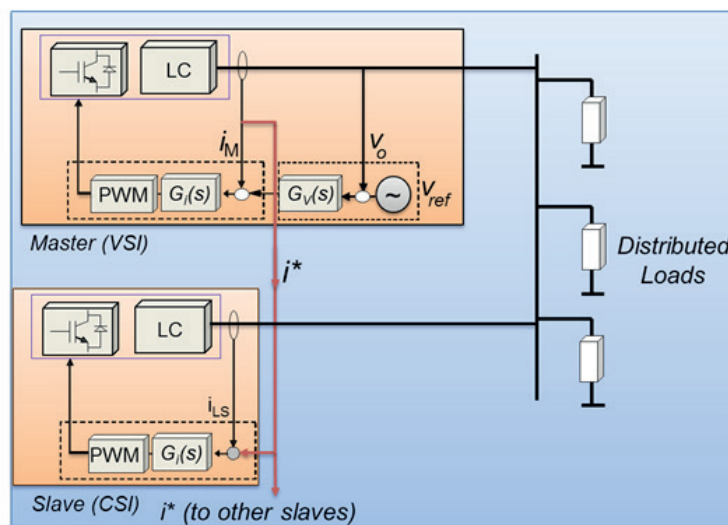 LC
i_M
v_o
PWM
G_i(s)
G_V(s)
~
v_ref
Master (VSI)
i*
Distributed
Loads
LC
i_LS
PWM
G_i(s)
Slave (CSI)
i* (to other slaves)